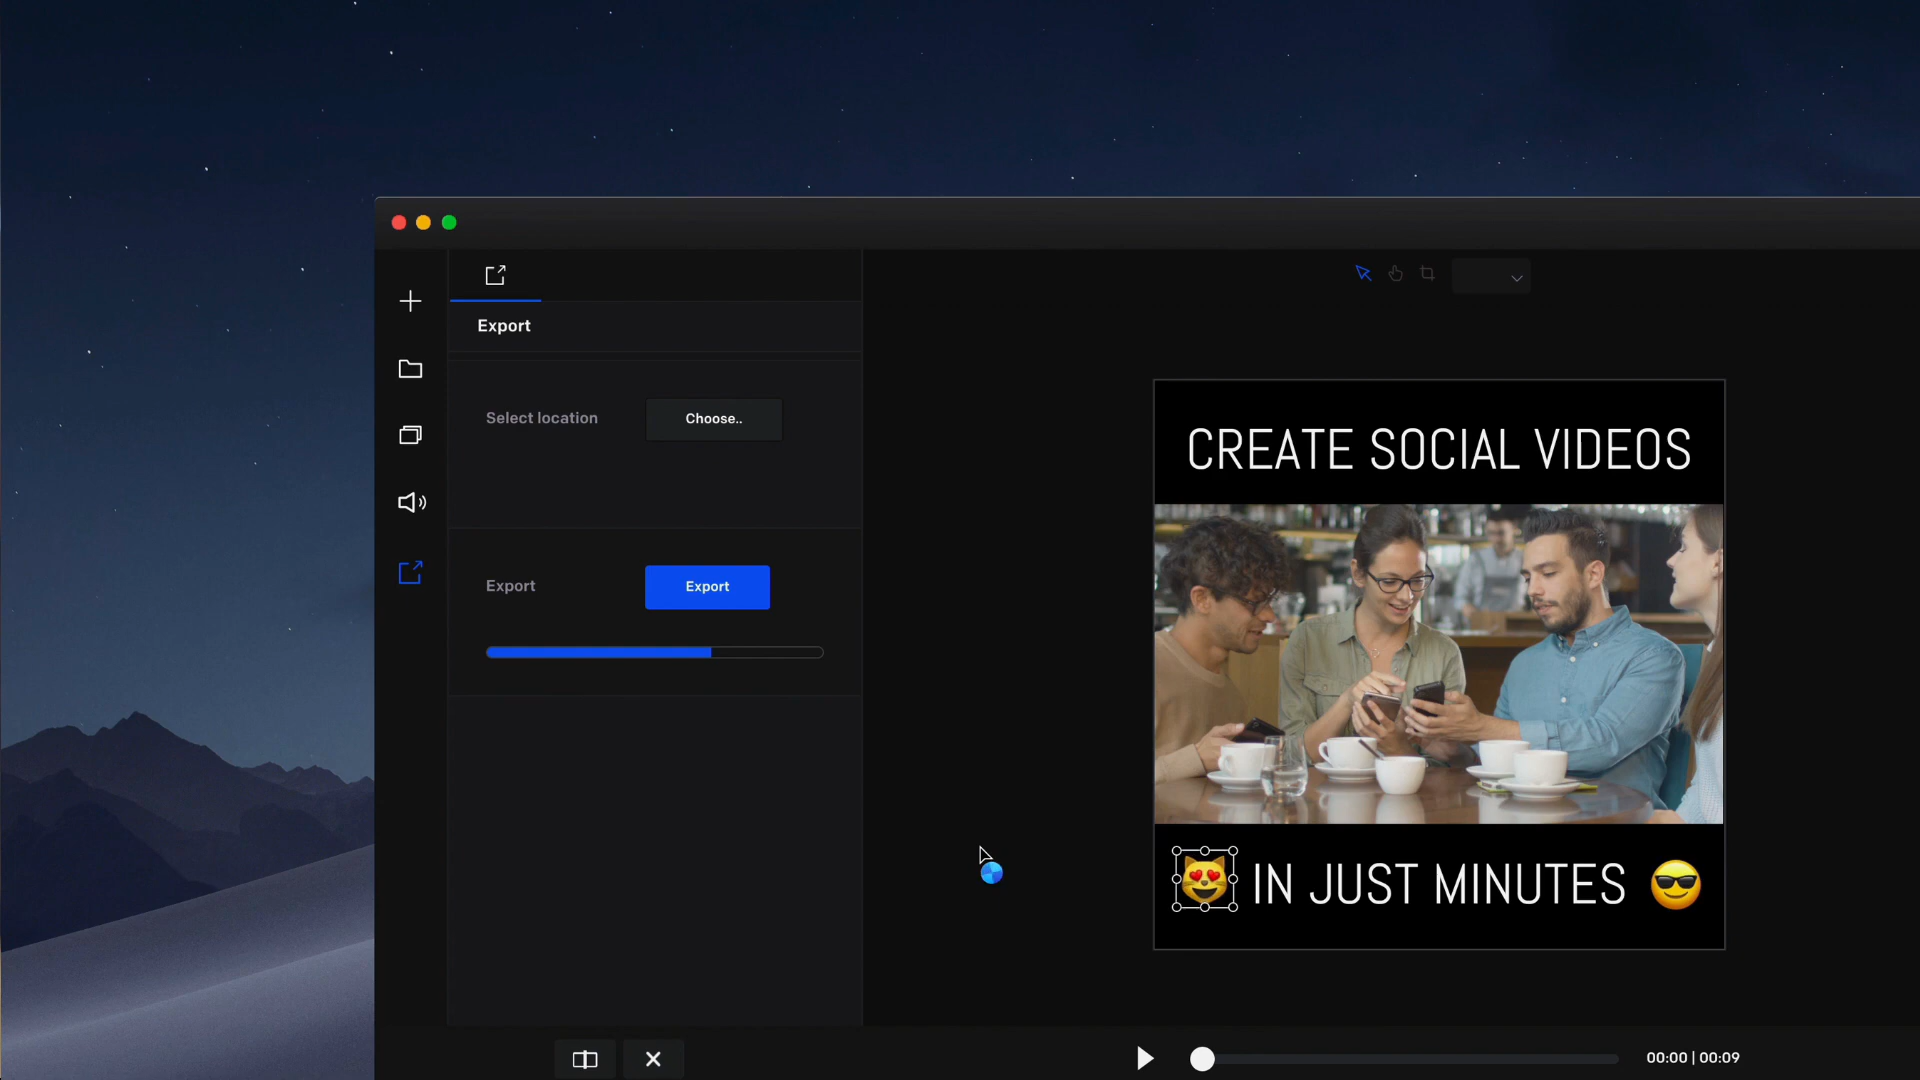 Export
Select location
Choose..
Export
Export
CREATE SOCIAL VIDEOS
IN JUST MINUTES
00:00 | 00:09